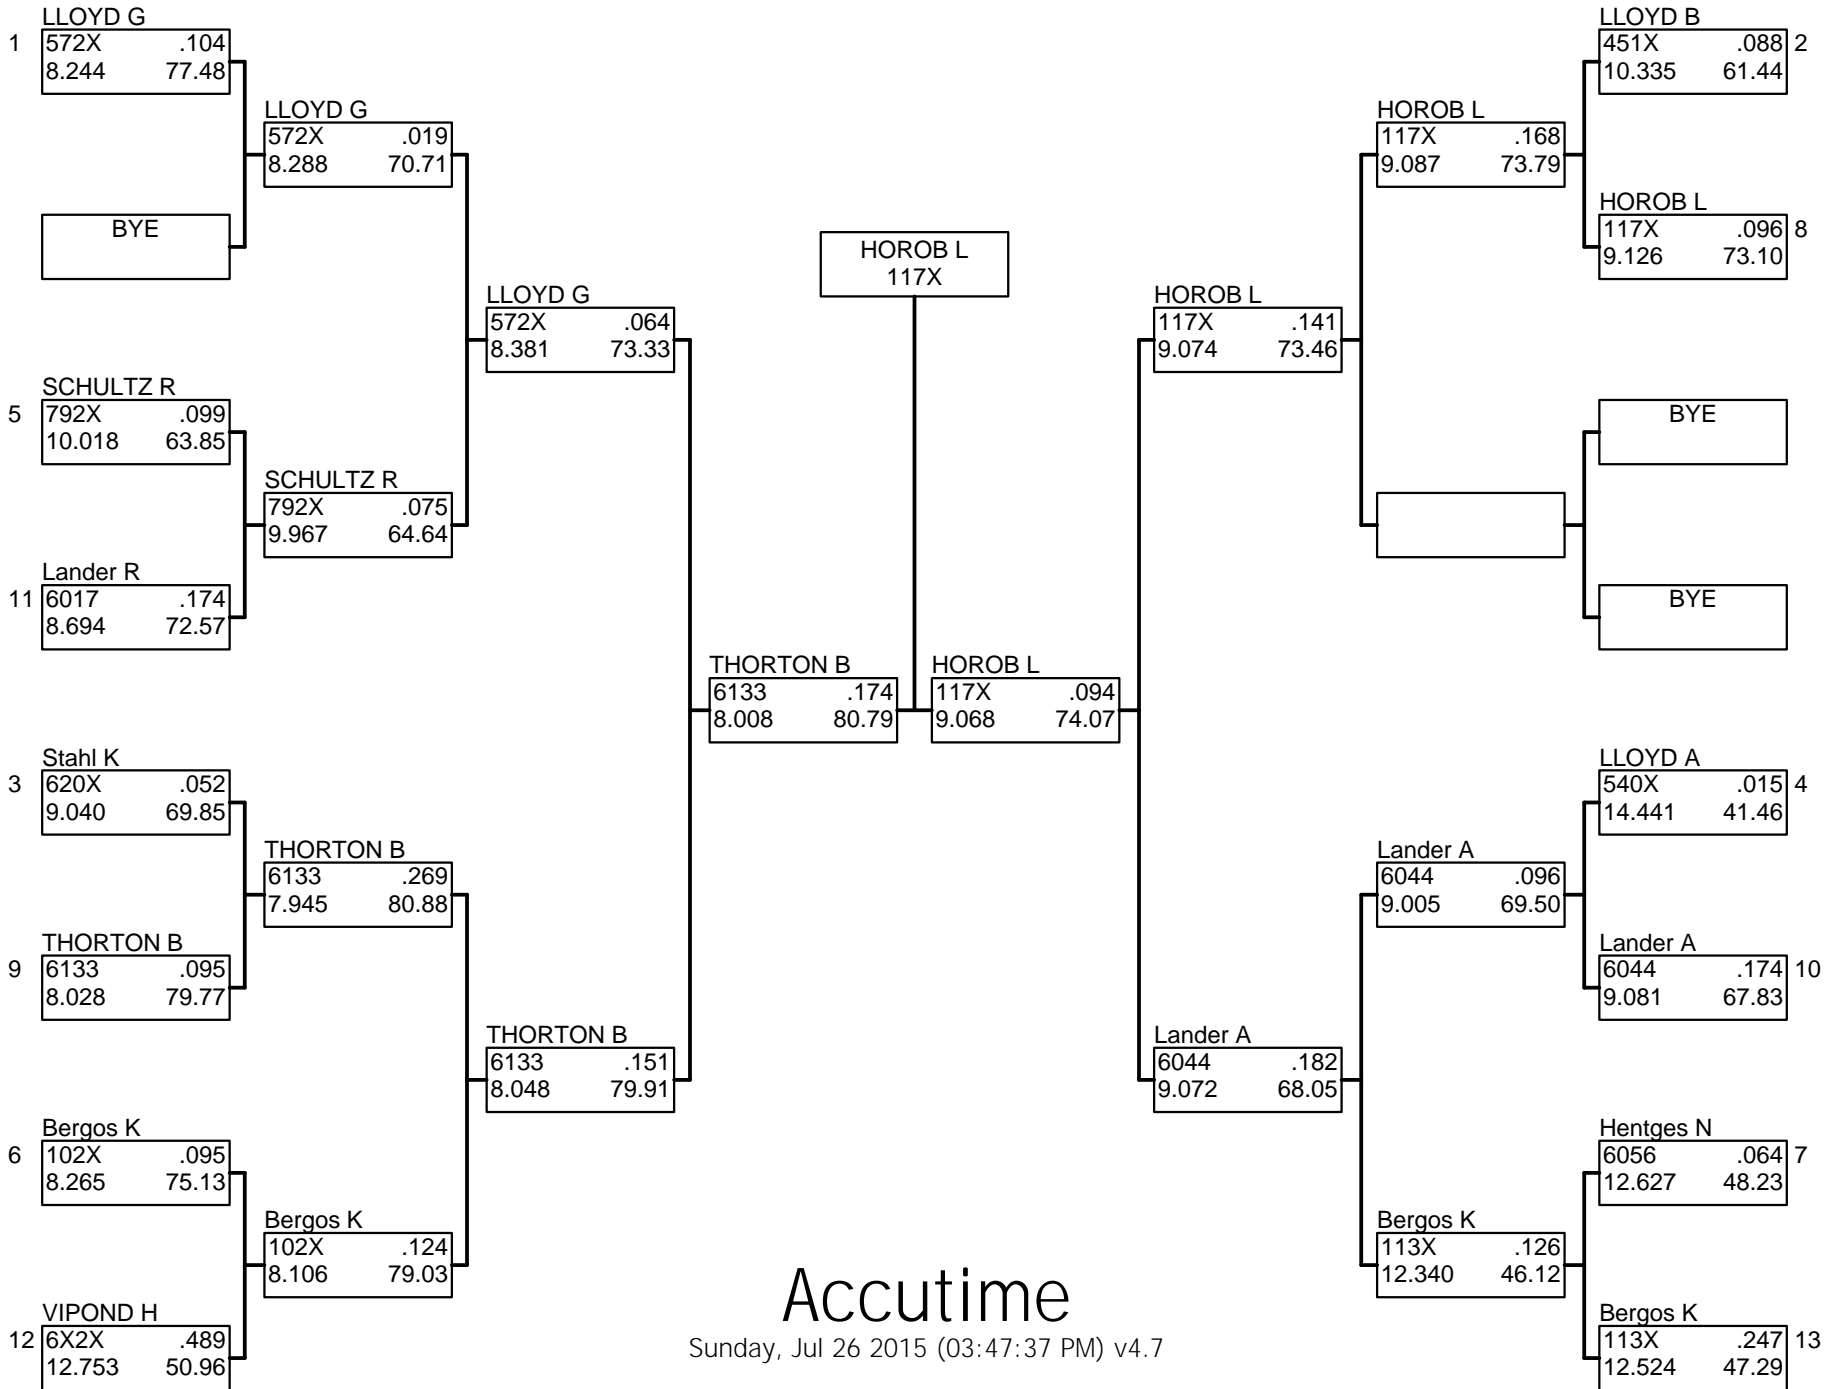 LLOYD G
1 572X .104
8.244 77.48
BYE
SCHULTZ R
5 792X .099
10.018 63.85
Lander R
11 6017 .174
8.694 72.57
Stahl K
3 620X .052
9.040 69.85
THORTON B
9 6133 .095
8.028 79.77
Bergos K
6 102X .095
8.265 75.13
VIPOND H
12 6X2X .489
12.753 50.96
LLOYD G
572X .019
8.288 70.71
SCHULTZ R
792X .075
9.967 64.64
THORTON B
6133 .269
7.945 80.88
Bergos K
102X .124
8.106 79.03
LLOYD G
572X .064
8.381 73.33
THORTON B
6133 .151
8.048 79.91
THORTON B
6133 .174
8.008 80.79
HOROB L
117X
HOROB L
117X .094
9.068 74.07
HOROB L
117X .141
9.074 73.46
Lander A
6044 .182
9.072 68.05
HOROB L
117X .168
9.087 73.79
Lander A
6044 .096
9.005 69.50
Bergos K
113X .126
12.340 46.12
LLOYD B
451X .088 2
10.335 61.44
HOROB L
117X .096 8
9.126 73.10
BYE
BYE
LLOYD A
540X .015 4
14.441 41.46
Lander A
6044 .174 10
9.081 67.83
Hentges N
6056 .064 7
12.627 48.23
Bergos K
113X .247 13
12.524 47.29
Accutime
Sunday, Jul 26 2015 (03:47:37 PM) v4.7